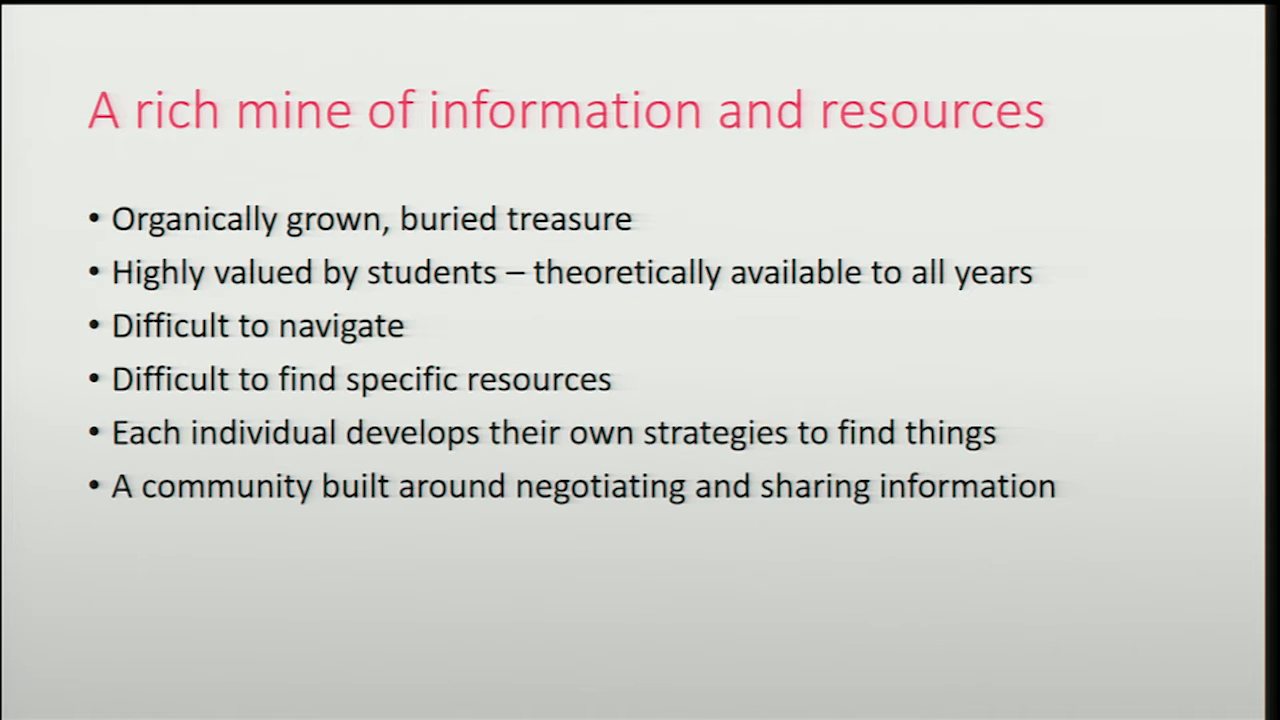 A rich mine of information and resources
• Organically grown, buried treasure
• Highly valued by students – theoretically available to all years
• Difficult to navigate
• Difficult to find specific resources
• Each individual develops their own strategies to find things
• A community built around negotiating and sharing information